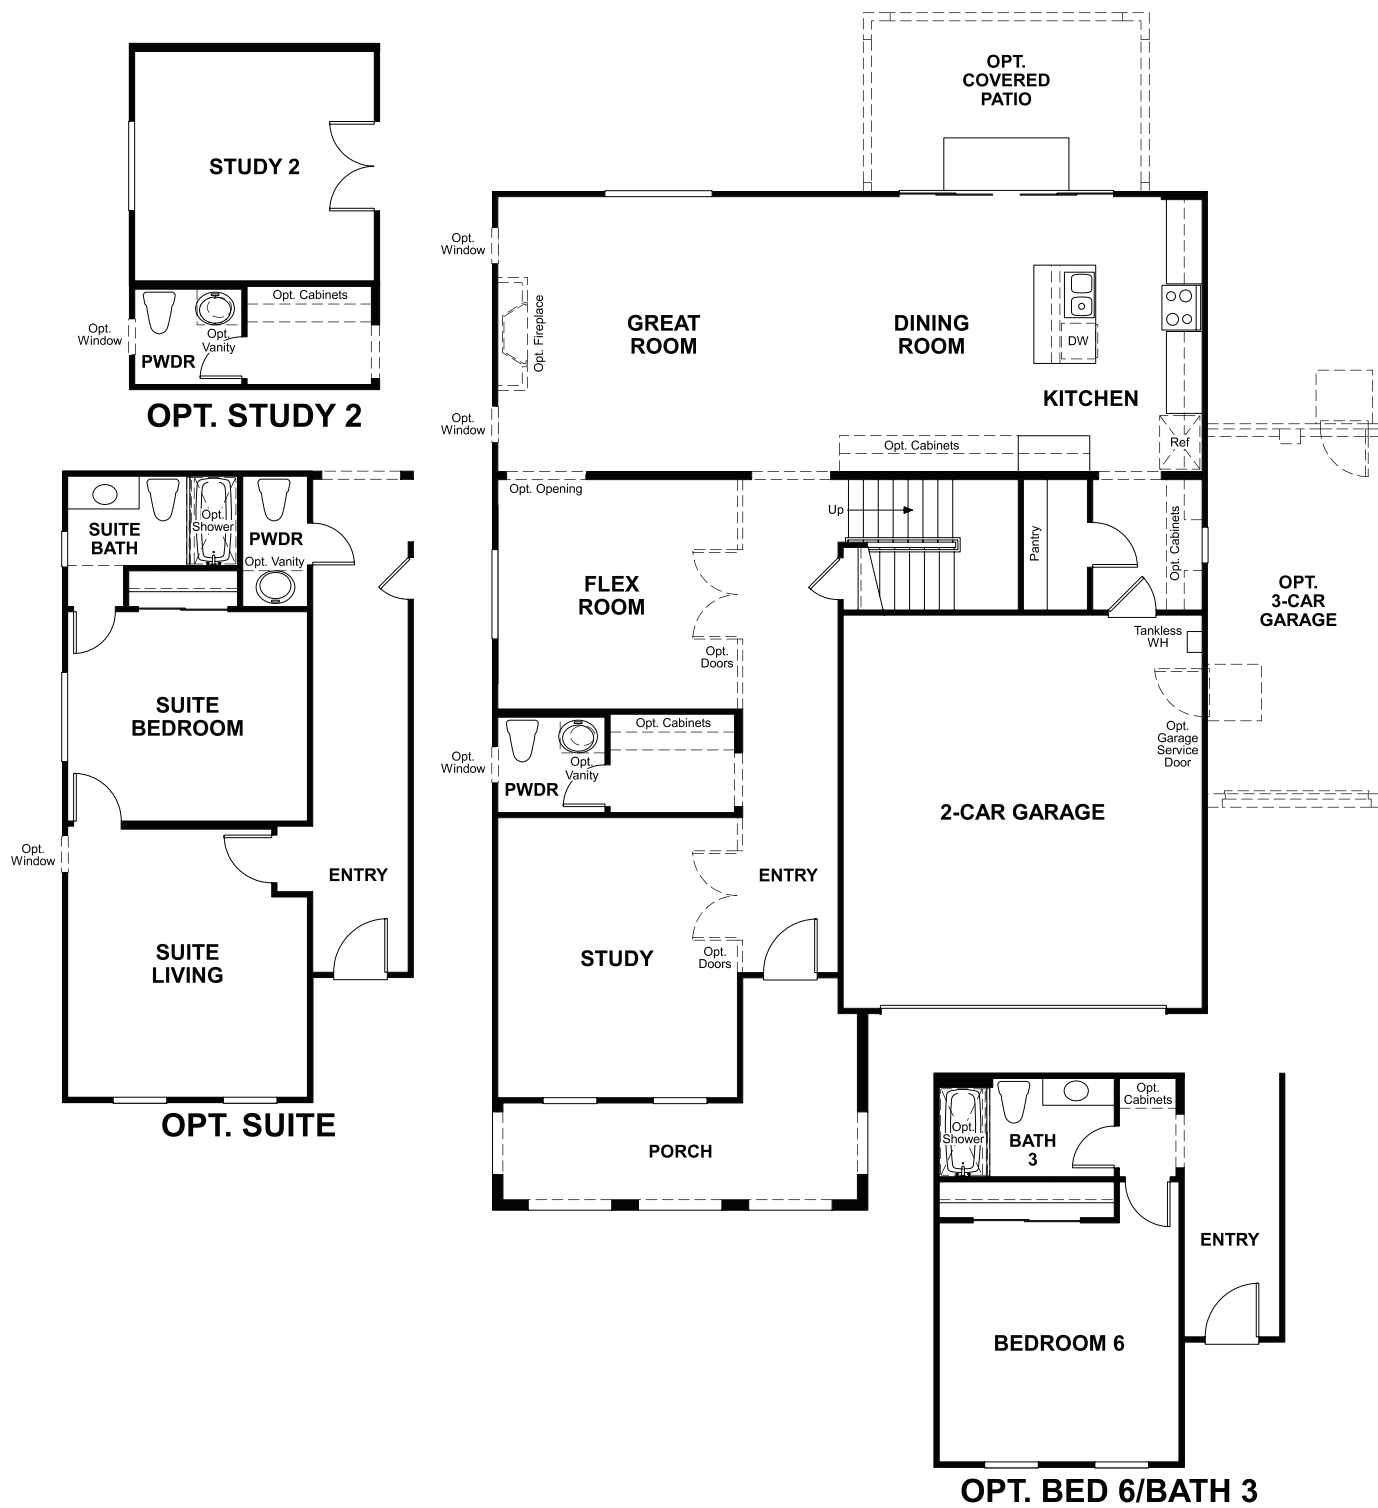 STUDY 2
Opt. Cabinets
Opt.
Window
Opt.
Vanity
PWDR
OPT. STUDY 2
SUITE
BATH
Opt.
Shower
PWDR
Opt. Vanity
SUITE
BEDROOM
Opt.
Window
ENTRY
SUITE
LIVING
OPT. SUITE
OPT.
COVERED
PATIO
Opt.
Window
Opt. Fireplace
GREAT
ROOM
DINING
ROOM
DW
KITCHEN
Opt.
Window
Opt. Cabinets
Ref
Opt. Opening
Up
Pantry
Opt. Cabinets
FLEX
ROOM
Opt.
Doors
OPT.
3-CAR
GARAGE
Tankless
WH
Opt.
Garage
Service
Door
Opt. Cabinets
Opt.
Window
Opt.
Vanity
PWDR
2-CAR GARAGE
ENTRY
STUDY
Opt.
Doors
PORCH
Opt.
Cabinets
Opt.
Shower
BATH
3
ENTRY
BEDROOM 6
OPT. BED 6/BATH 3